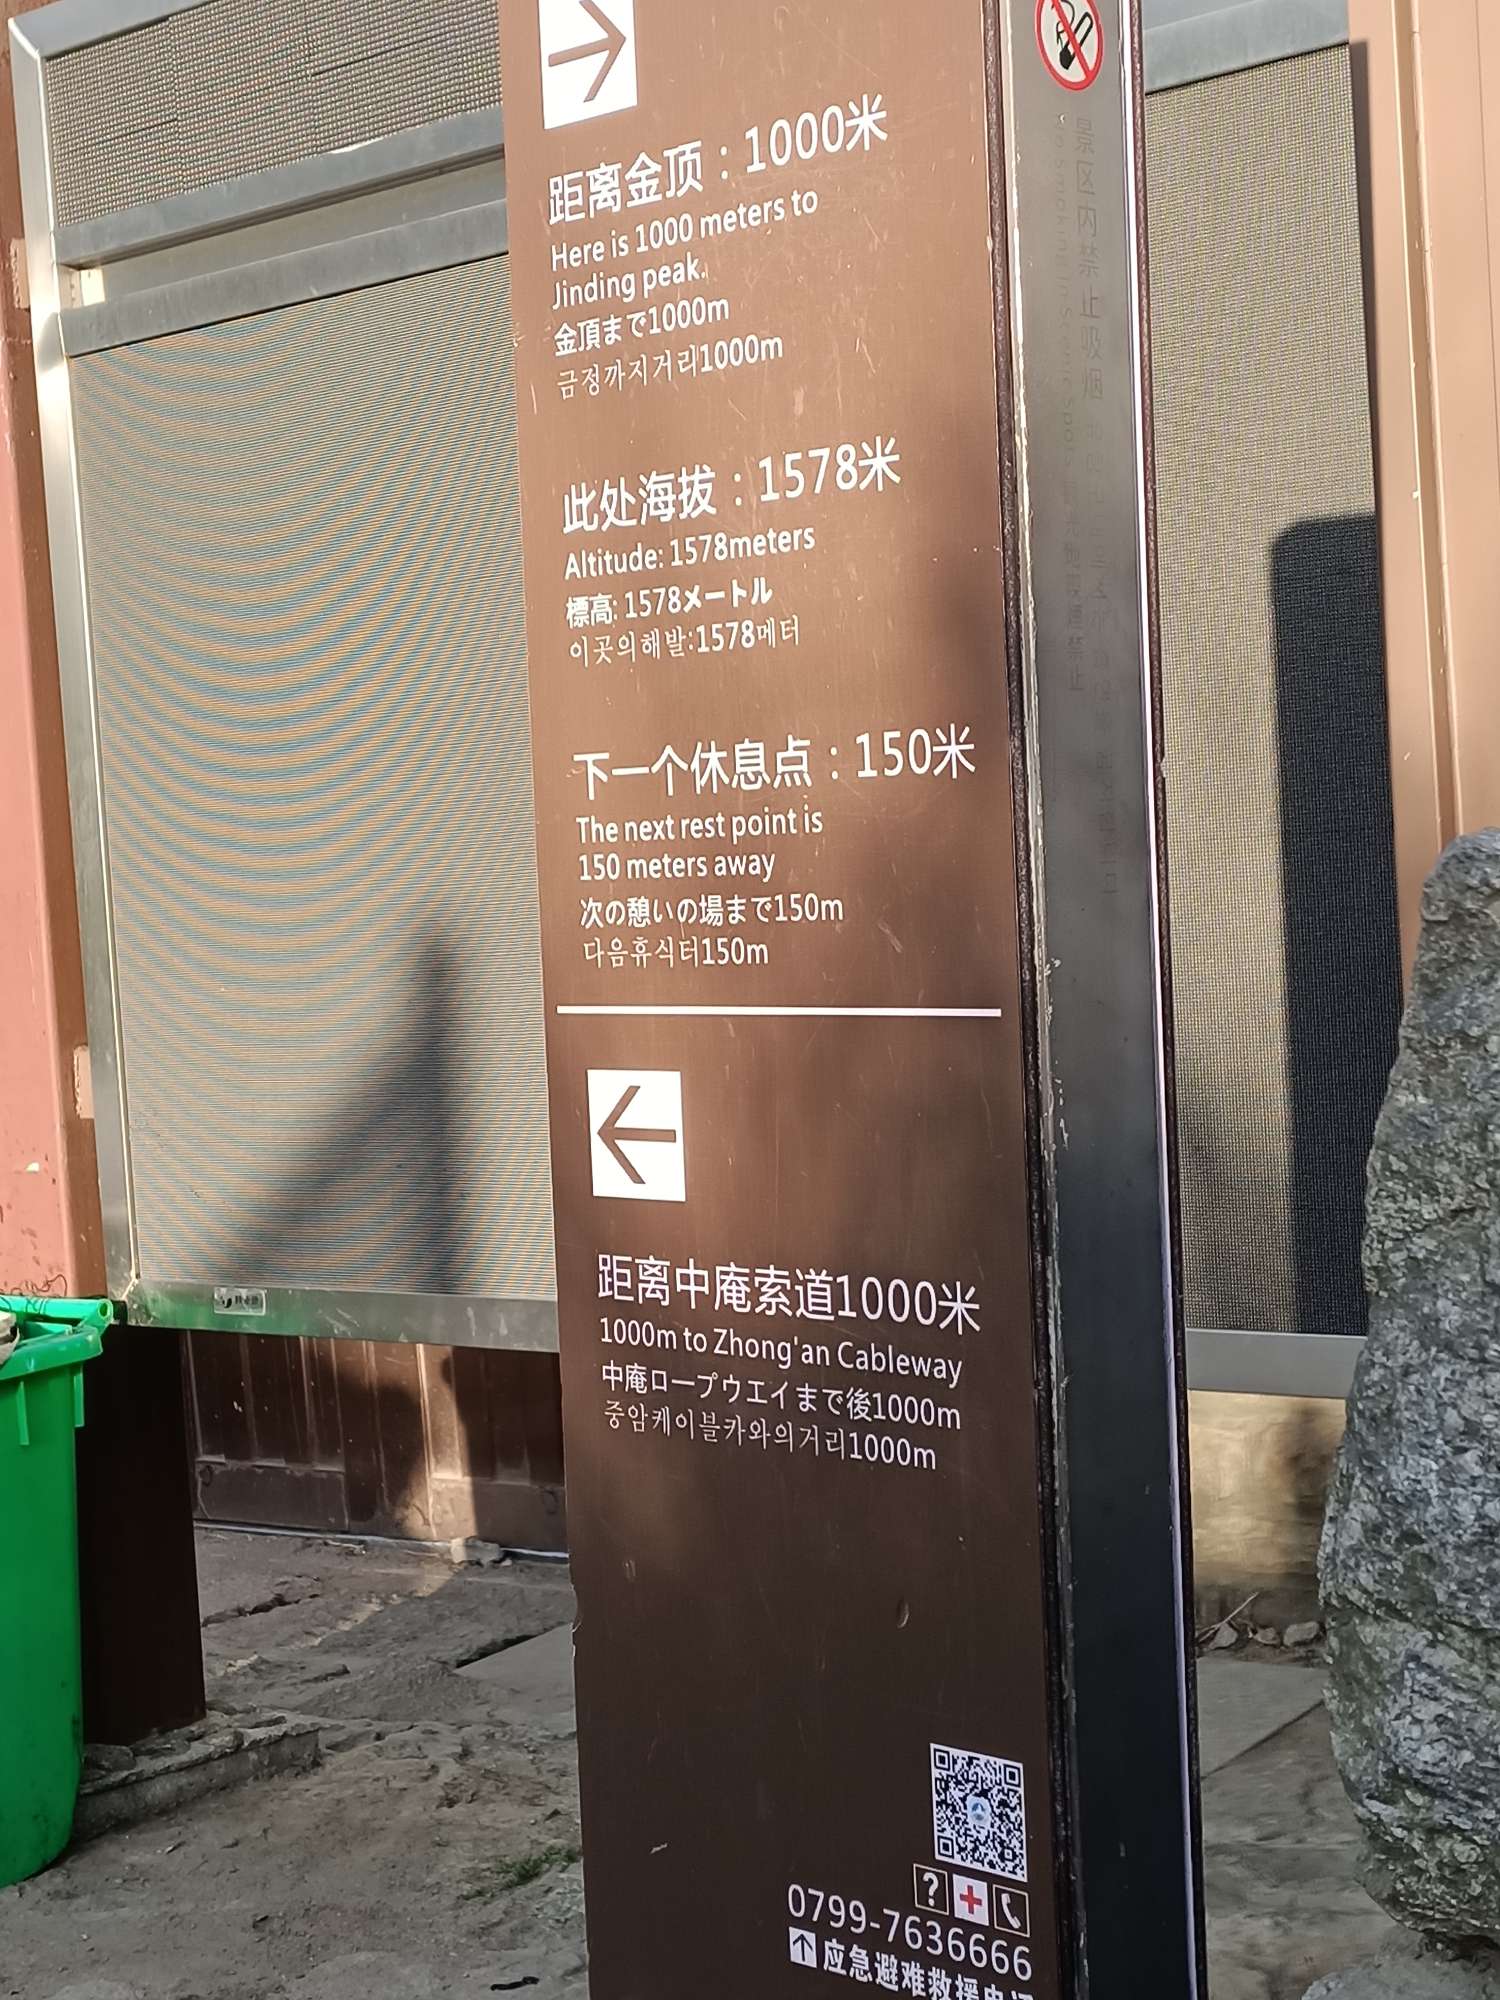 距离金顶：1000米
Here is 1000 meters to
Jinding peak.
金頂まで1000m
금정까지거리1000m
此处海拔：1578米
Altitude: 1578meters
標高: 1578メートル
이곳의해발:1578메터
下一个休息点：150米
The next rest point is
150 meters away
次の憩いの場まで150m
다음휴식터150m
距离中庵索道1000米
1000m to Zhong'an Cableway
中庵ロープウエイまで後1000m
중암케이블카와의거리1000m
0799-7636666
应急避难救援电话
景区内禁止吸烟
No Smoking In Scenic Spots